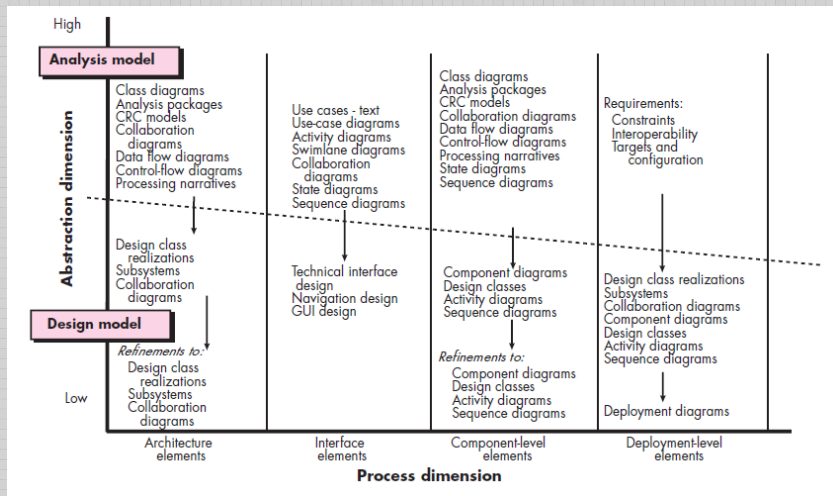 High
Analysis model
Abstraction dimension
Design model
Low
Class diagrams
Analysis packages
CRC models
Collaboration
diagrams
Data flow diagrams
Control-flow diagrams
Processing narratives
Design class
realizations
Subsystems
Collaboration
diagrams
Refinements to:
Design class
realizations
Subsystems
Collaboration
diagrams
Architecture
elements
Use cases - text
Use-case diagrams
Activity diagrams
Swimlane diagrams
Collaboration
diagrams
State diagrams
Sequence diagrams
Technical interface
design
Navigation design
GUI design
Interface
elements
Class diagrams
Analysis packages
CRC models
Collaboration diagrams
Data flow diagrams
Control-flow diagrams
Processing narratives
State diagrams
Sequence diagrams
Component diagrams
Design classes
Activity diagrams
Sequence diagrams
Refinements to:
Component diagrams
Design classes
Activity diagrams
Sequence diagrams
Component-level
elements
Requirements:
Constraints
Interoperability
Targets and
configuration
Design class realizations
Subsystems
Collaboration diagrams
Component diagrams
Design classes
Activity diagrams
Sequence diagrams
Deployment diagrams
Deployment-level
elements
Process dimension